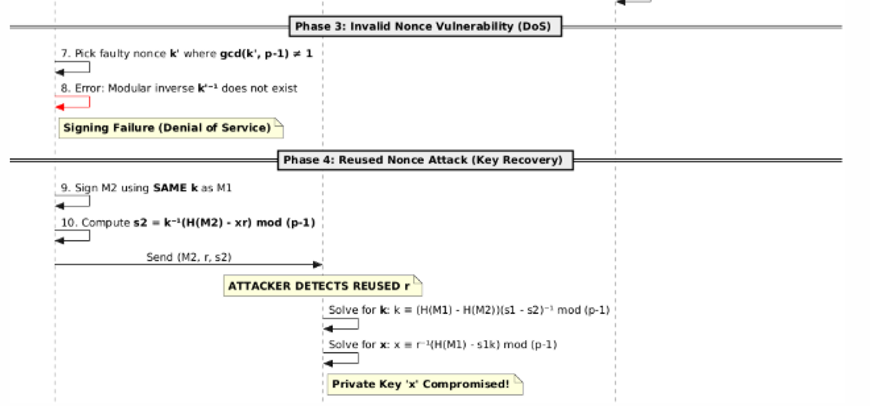 Phase 3: Invalid Nonce Vulnerability (DoS)
7. Pick faulty nonce k' where gcd(k', p-1) ≠ 1
8. Error: Modular inverse k'⁻¹ does not exist
Signing Failure (Denial of Service)
Phase 4: Reused Nonce Attack (Key Recovery)
9. Sign M2 using SAME k as M1
10. Compute s2 = k⁻¹(H(M2) - xr) mod (p-1)
Send (M2, r, s2)
ATTACKER DETECTS REUSED r
Solve for k: k ≡ (H(M1) - H(M2))(s1 - s2)⁻¹ mod (p-1)
Solve for x: x ≡ r⁻¹(H(M1) - s1k) mod (p-1)
Private Key 'x' Compromised!